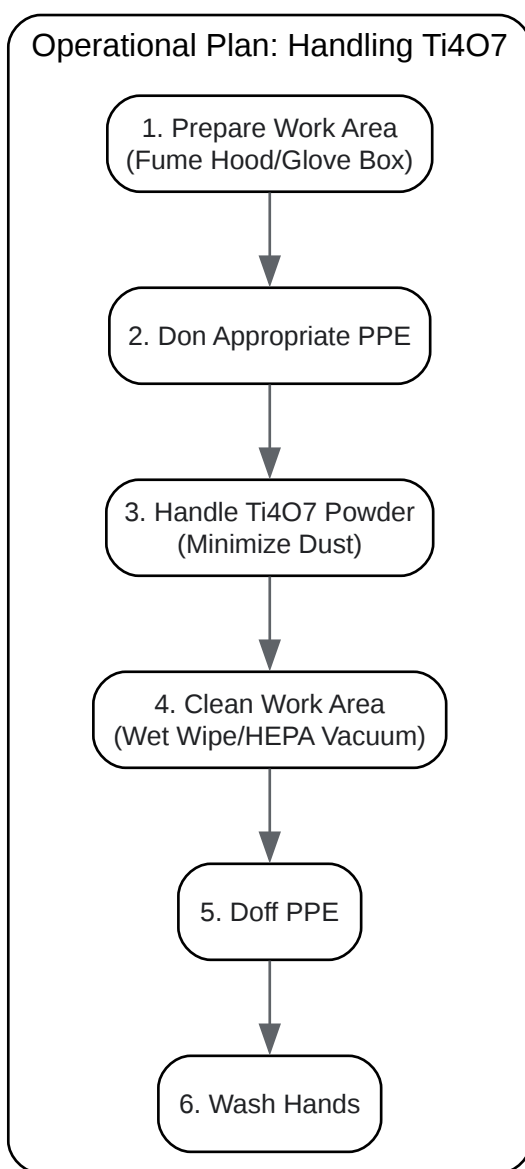 Operational Plan: Handling Ti4O7
1. Prepare Work Area
(Fume Hood/Glove Box)
2. Don Appropriate PPE
3. Handle Ti4O7 Powder
(Minimize Dust)
4. Clean Work Area
(Wet Wipe/HEPA Vacuum)
5. Doff PPE
6. Wash Hands